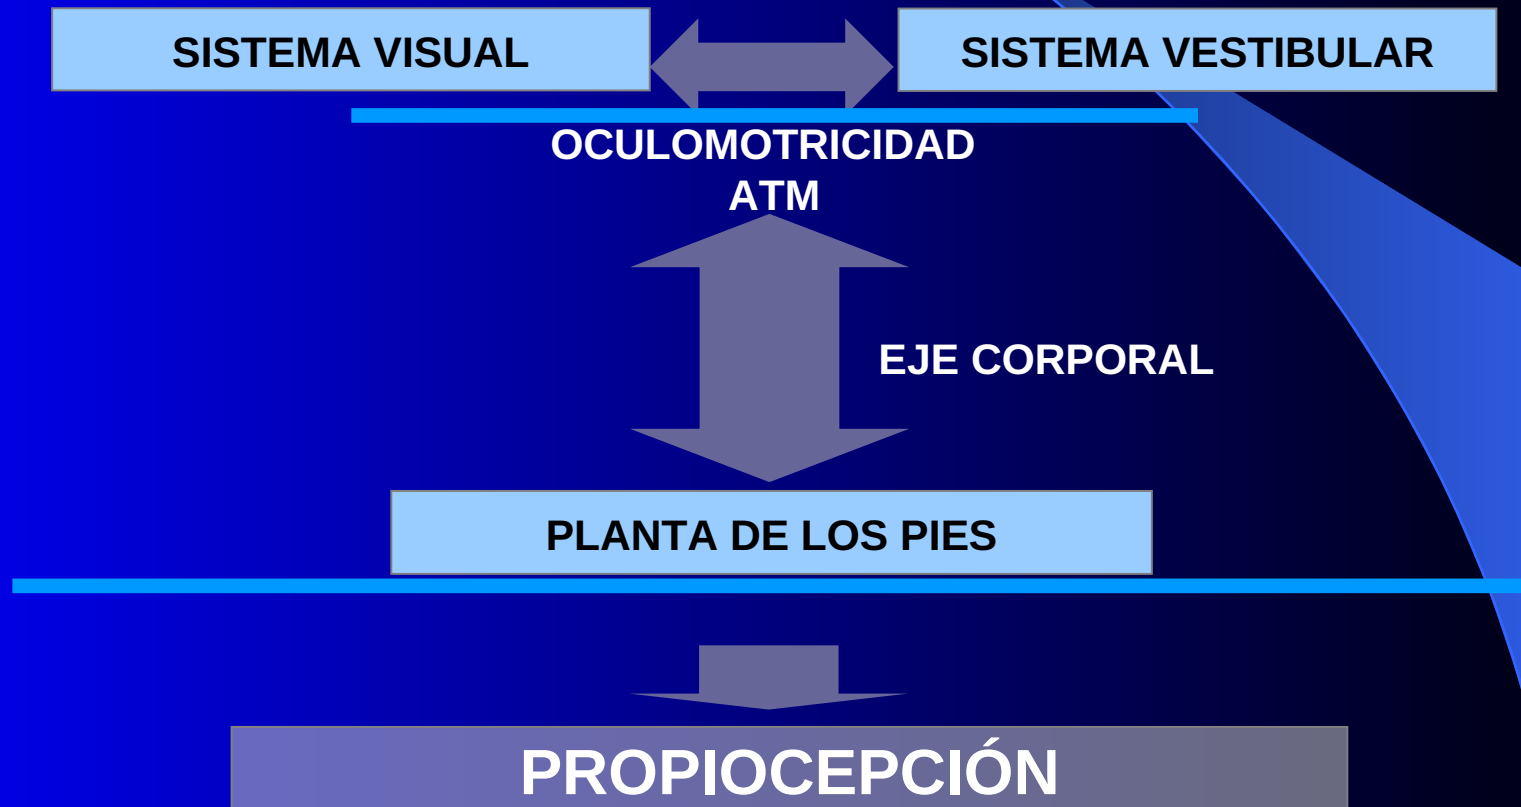 SISTEMA VISUAL
SISTEMA VESTIBULAR
OCULOMOTRICIDAD
ATM
EJE CORPORAL
PLANTA DE LOS PIES
PROPIOCEPCIÓN